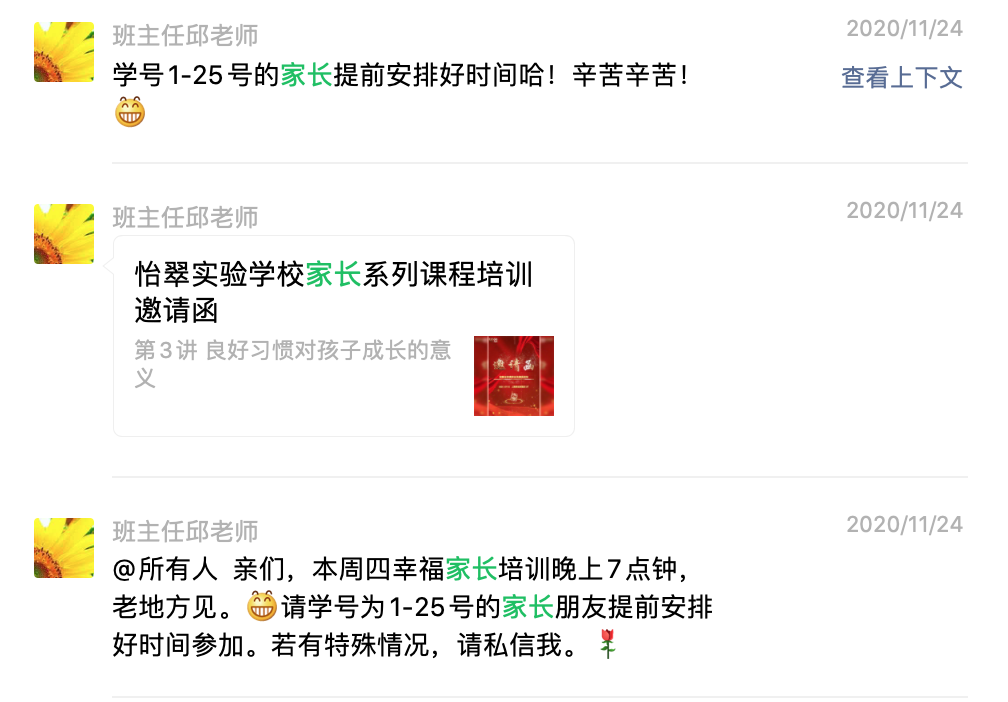 班主任邱老师
2020/11/24
学号1-25号的家长提前安排好时间哈！辛苦辛苦！
查看上下文
班主任邱老师
2020/11/24
怡翠实验学校家长系列课程培训
邀请函
第3讲 良好习惯对孩子成长的意
义
邀请函
班主任邱老师
2020/11/24
@所有人 亲们，本周四幸福家长培训晚上7点钟，
老地方见。😁请学号为1-25号的家长朋友提前安排
好时间参加。若有特殊情况，请私信我。🌹